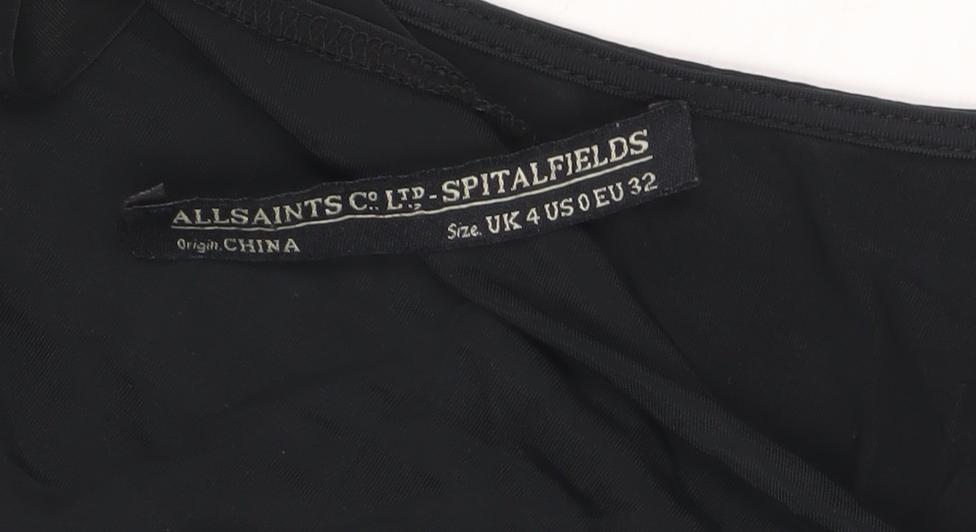 ALLSAINTS Cº. LTD - SPITALFIELDS
Origin. CHINA Size. UK 4 US 0 EU 32